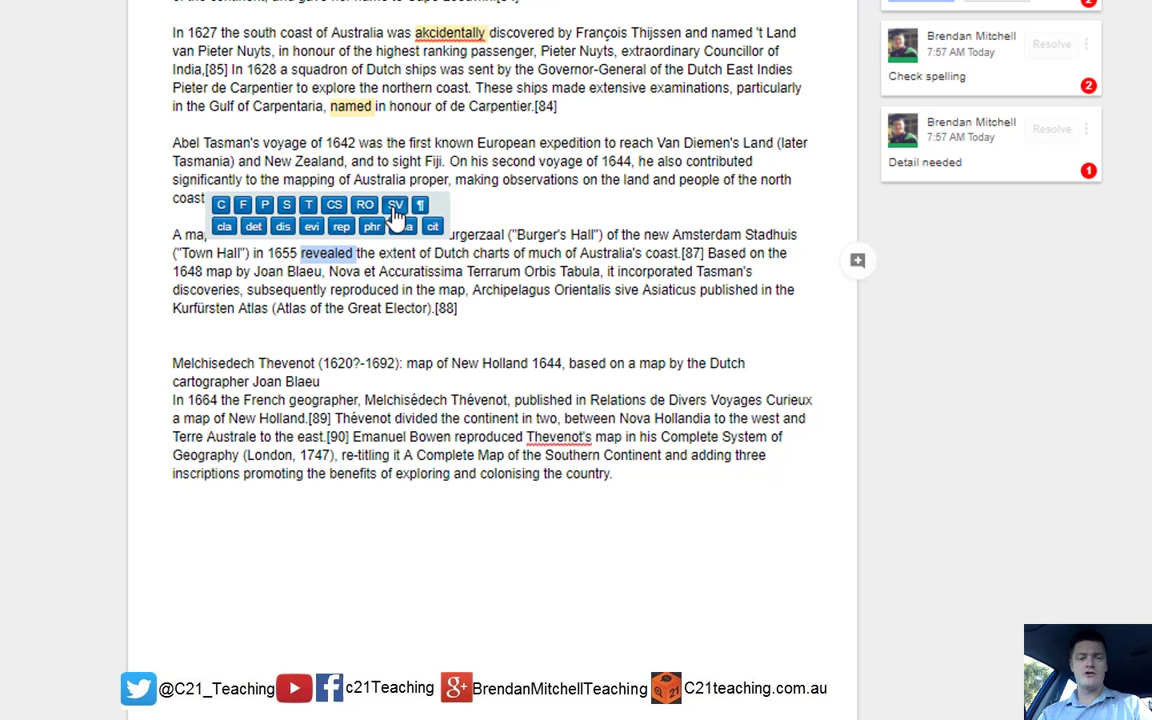 In 1627 the south coast of Australia was akcidentally discovered by François Thijssen and named 't Land
van Pieter Nuyts, in honour of the highest ranking passenger, Pieter Nuyts, extraordinary Councillor of
India,[85] In 1628 a squadron of Dutch ships was sent by the Governor-General of the Dutch East Indies
Pieter de Carpentier to explore the northern coast. These ships made extensive examinations, particularly
in the Gulf of Carpentaria, named in honour of de Carpentier.[84]
Abel Tasman's voyage of 1642 was the first known European expedition to reach Van Diemen's Land (later
Tasmania) and New Zealand, and to sight Fiji. On his second voyage of 1644, he also contributed
significantly to the mapping of Australia proper, making observations on the land and people of the north
coast
C F P S T CS RO SV ¶
cla det dis evi rep phr cit
A map urgerzaal ("Burger's Hall") of the new Amsterdam Stadhuis
("Town Hall") in 1655 revealed the extent of Dutch charts of much of Australia's coast.[87] Based on the
1648 map by Joan Blaeu, Nova et Accuratissima Terrarum Orbis Tabula, it incorporated Tasman's
discoveries, subsequently reproduced in the map, Archipelagus Orientalis sive Asiaticus published in the
Kurfürsten Atlas (Atlas of the Great Elector).[88]
Melchisedech Thevenot (1620?-1692): map of New Holland 1644, based on a map by the Dutch
cartographer Joan Blaeu
In 1664 the French geographer, Melchisédech Thévenot, published in Relations de Divers Voyages Curieux
a map of New Holland.[89] Thévenot divided the continent in two, between Nova Hollandia to the west and
Terre Australe to the east.[90] Emanuel Bowen reproduced Thevenot's map in his Complete System of
Geography (London, 1747), re-titling it A Complete Map of the Southern Continent and adding three
inscriptions promoting the benefits of exploring and colonising the country.
2
Brendan Mitchell
7:57 AM Today
Resolve
Check spelling
2
Brendan Mitchell
7:57 AM Today
Resolve
Detail needed
1
@C21_Teaching c21Teaching BrendanMitchellTeaching C21teaching.com.au